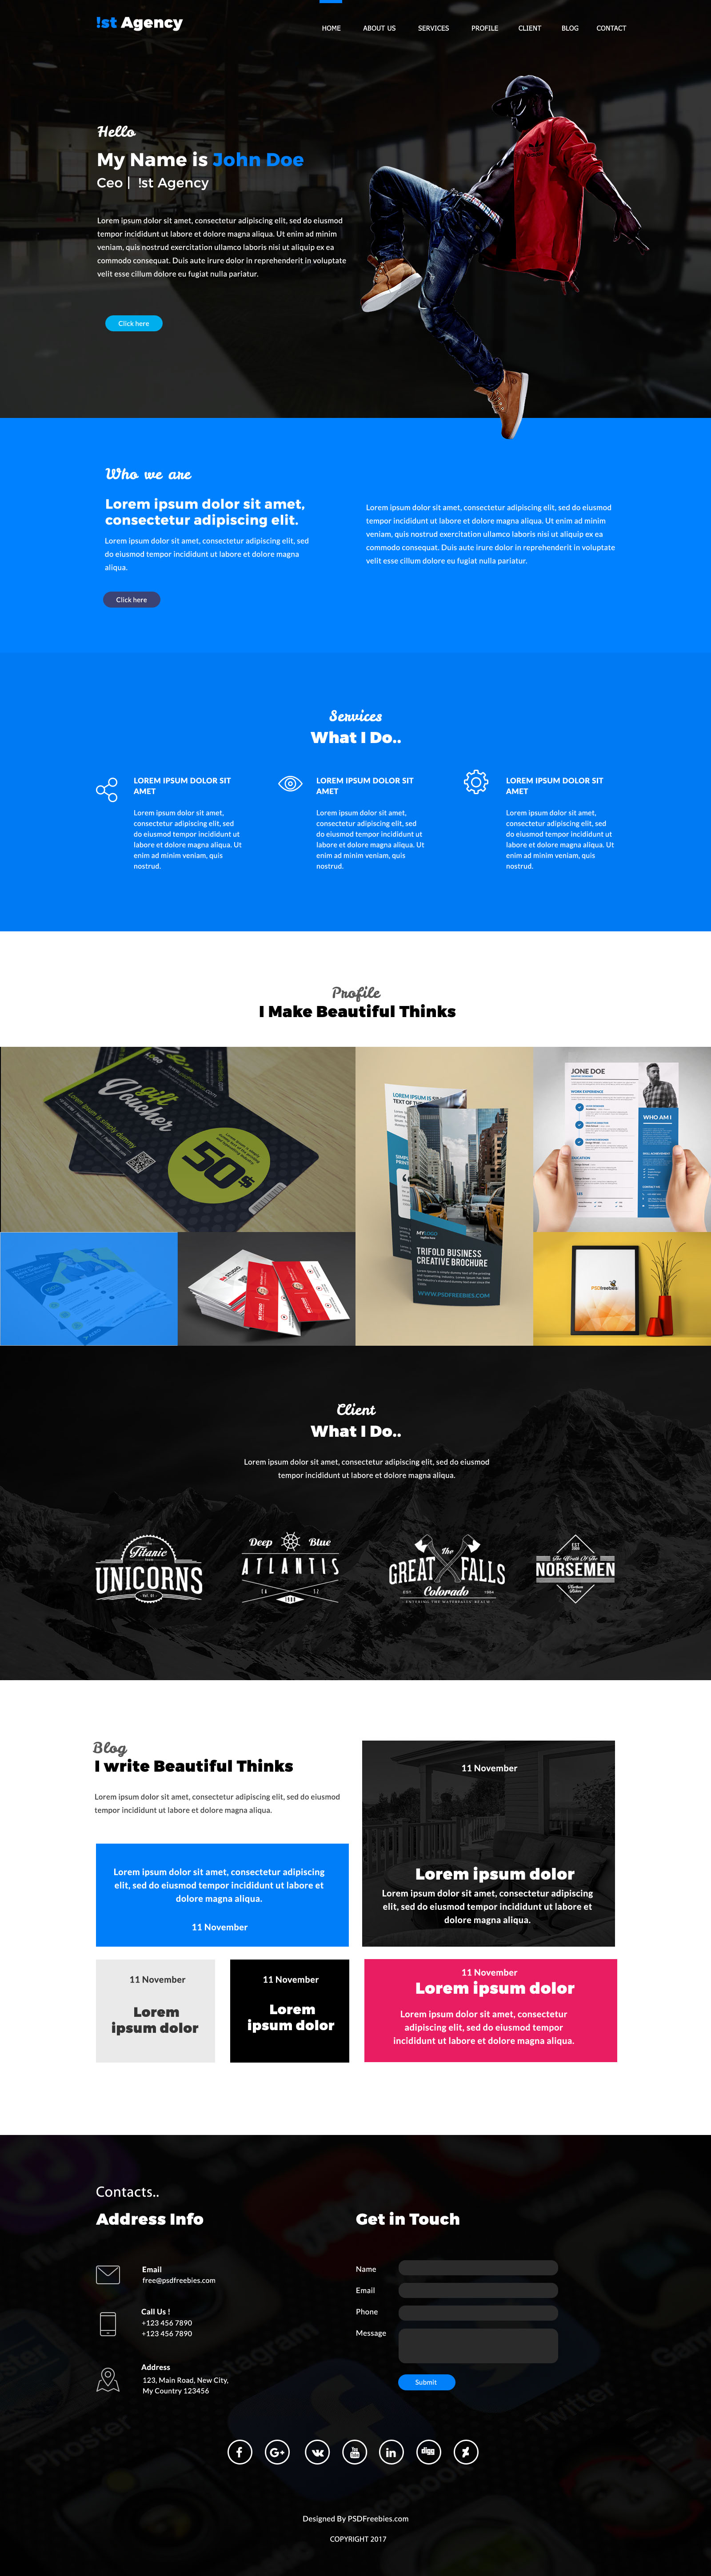 !st Agency
HOME ABOUT US SERVICES PROFILE CLIENT BLOG CONTACT
Hello
My Name is John Doe
Ceo | !st Agency
Lorem ipsum dolor sit amet, consectetur adipiscing elit, sed do eiusmod
tempor incididunt ut labore et dolore magna aliqua. Ut enim ad minim
veniam, quis nostrud exercitation ullamco laboris nisi ut aliquip ex ea
commodo consequat. Duis aute irure dolor in reprehenderit in voluptate
velit esse cillum dolore eu fugiat nulla pariatur.
Click here
Who we are
Lorem ipsum dolor sit amet,
consectetur adipiscing elit.
Lorem ipsum dolor sit amet, consectetur adipiscing elit, sed
do eiusmod tempor incididunt ut labore et dolore magna
aliqua.
Click here
Lorem ipsum dolor sit amet, consectetur adipiscing elit, sed do eiusmod
tempor incididunt ut labore et dolore magna aliqua. Ut enim ad minim
veniam, quis nostrud exercitation ullamco laboris nisi ut aliquip ex ea
commodo consequat. Duis aute irure dolor in reprehenderit in voluptate
velit esse cillum dolore eu fugiat nulla pariatur.
Services
What I Do..
LOREM IPSUM DOLOR SIT
AMET
Lorem ipsum dolor sit amet,
consectetur adipiscing elit, sed
do eiusmod tempor incididunt ut
labore et dolore magna aliqua. Ut
enim ad minim veniam, quis
nostrud.
LOREM IPSUM DOLOR SIT
AMET
Lorem ipsum dolor sit amet,
consectetur adipiscing elit, sed
do eiusmod tempor incididunt ut
labore et dolore magna aliqua. Ut
enim ad minim veniam, quis
nostrud.
LOREM IPSUM DOLOR SIT
AMET
Lorem ipsum dolor sit amet,
consectetur adipiscing elit, sed
do eiusmod tempor incididunt ut
labore et dolore magna aliqua. Ut
enim ad minim veniam, quis
nostrud.
Profile
I Make Beautiful Thinks
gift
Voucher
Lorem Ipsum is simply dummy
50$
LOREM IPSUM IS
TEXT OF
MYLOGO
TRIFOLD BUSINESS
CREATIVE BROCHURE
WWW.PSDFREEBIES.COM
JONE DOE
WORK EXPERIENCE
WHO AM I
PSDfreebies
Client
What I Do..
Lorem ipsum dolor sit amet, consectetur adipiscing elit, sed do eiusmod
tempor incididunt ut labore et dolore magna aliqua.
Titanic
UNICORNS
Deep Blue
ATLANTIS
the
GREAT FALLS
Colorado
The Wrath Of The
NORSEMEN
Blog
I write Beautiful Thinks
Lorem ipsum dolor sit amet, consectetur adipiscing elit, sed do eiusmod
tempor incididunt ut labore et dolore magna aliqua.
Lorem ipsum dolor sit amet, consectetur adipiscing
elit, sed do eiusmod tempor incididunt ut labore et
dolore magna aliqua.
11 November
11 November
Lorem ipsum dolor
Lorem ipsum dolor sit amet, consectetur adipiscing
elit, sed do eiusmod tempor incididunt ut labore et
dolore magna aliqua.
11 November
Lorem
ipsum dolor
11 November
Lorem
ipsum dolor
11 November
Lorem ipsum dolor
Lorem ipsum dolor sit amet, consectetur
adipiscing elit, sed do eiusmod tempor
incididunt ut labore et dolore magna aliqua.
Contacts..
Address Info
Email
free@psdfreebies.com
Call Us !
+123 456 7890
+123 456 7890
Address
123, Main Road, New City,
My Country 123456
Get in Touch
Name
Email
Phone
Message
Submit
f G+ You Tube in digg
Designed By PSDFreebies.com
COPYRIGHT 2017